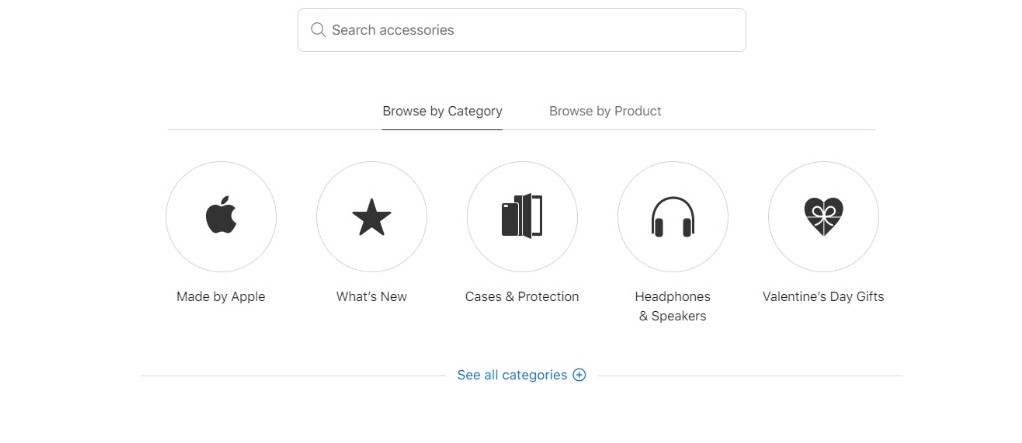 Search accessories
Browse by Category
Browse by Product
Made by Apple
What's New
Cases & Protection
Headphones
& Speakers
Valentine's Day Gifts
See all categories